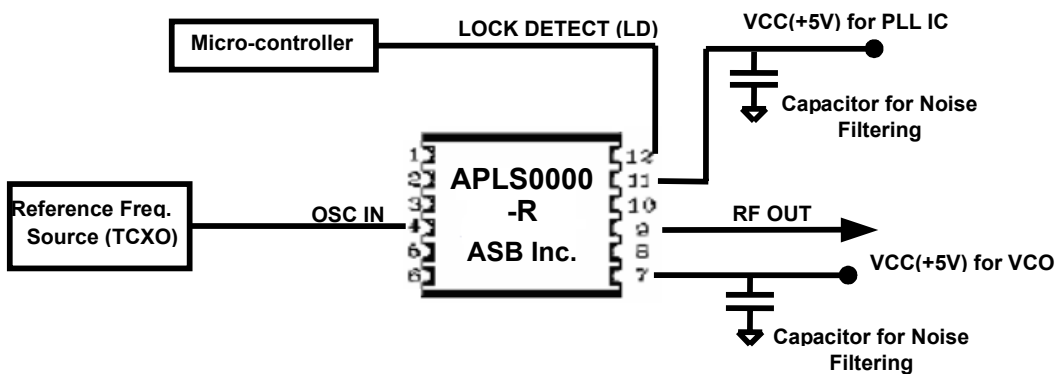 Micro-controller
LOCK DETECT (LD)
VCC(+5V) for PLL IC
Capacitor for Noise
Filtering
Reference Freq.
Source (TCXO)
OSC IN
1
2
3
4
5
6
APLS0000
-R
ASB Inc.
12
11
10
9
8
7
RF OUT
VCC(+5V) for VCO
Capacitor for Noise
Filtering